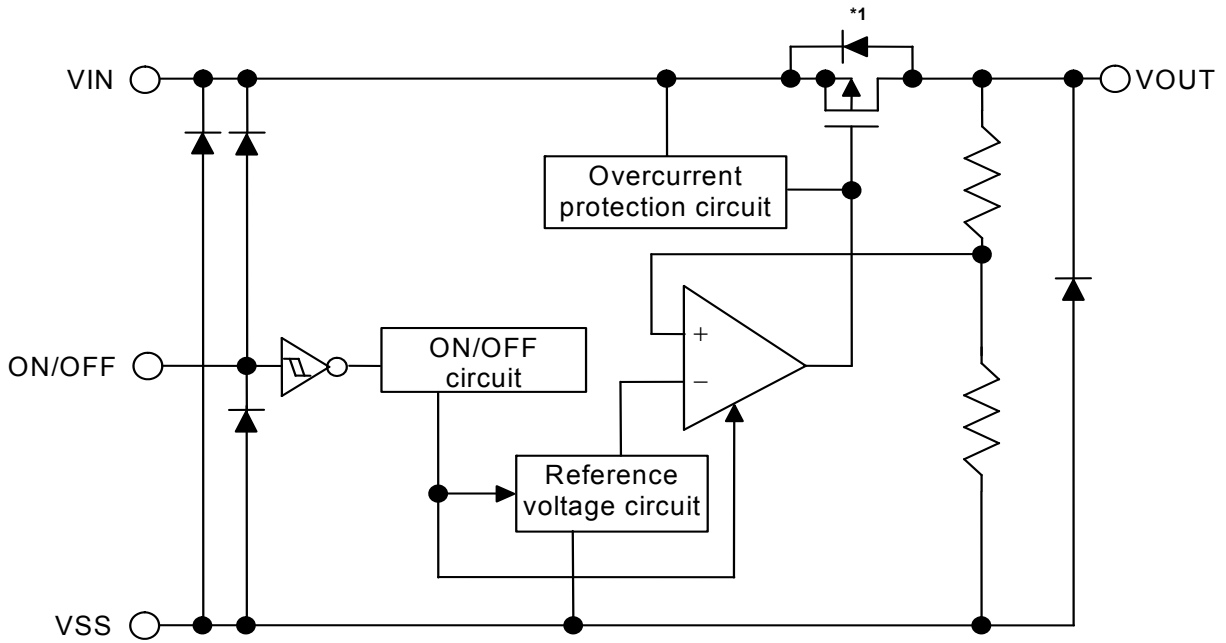 *1
VIN
VOUT
Overcurrent
protection circuit
+
−
ON/OFF
ON/OFF
circuit
Reference
voltage circuit
VSS